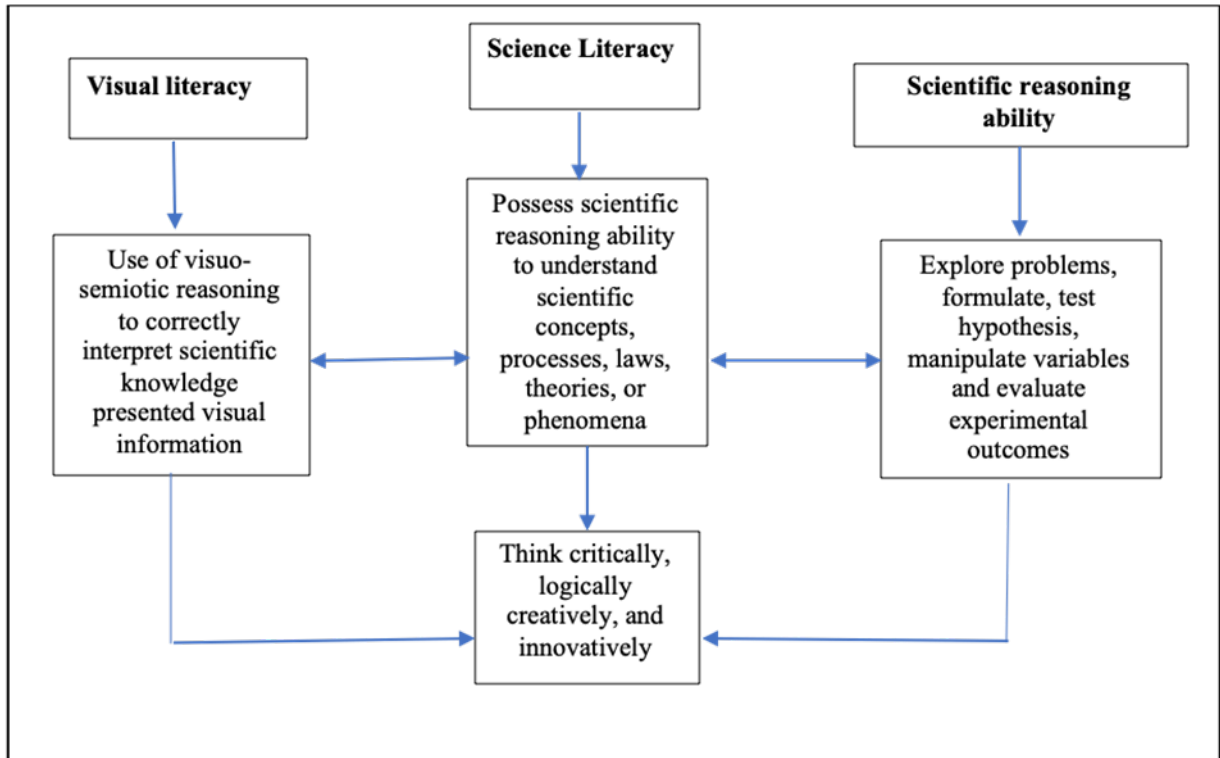 Visual literacy
Science Literacy
Scientific reasoning
ability
Use of visuo-
semiotic reasoning
to correctly
interpret scientific
knowledge
presented visual
information
Possess scientific
reasoning ability
to understand
scientific
concepts,
processes, laws,
theories, or
phenomena
Explore problems,
formulate, test
hypothesis,
manipulate variables
and evaluate
experimental
outcomes
Think critically,
logically
creatively, and
innovatively